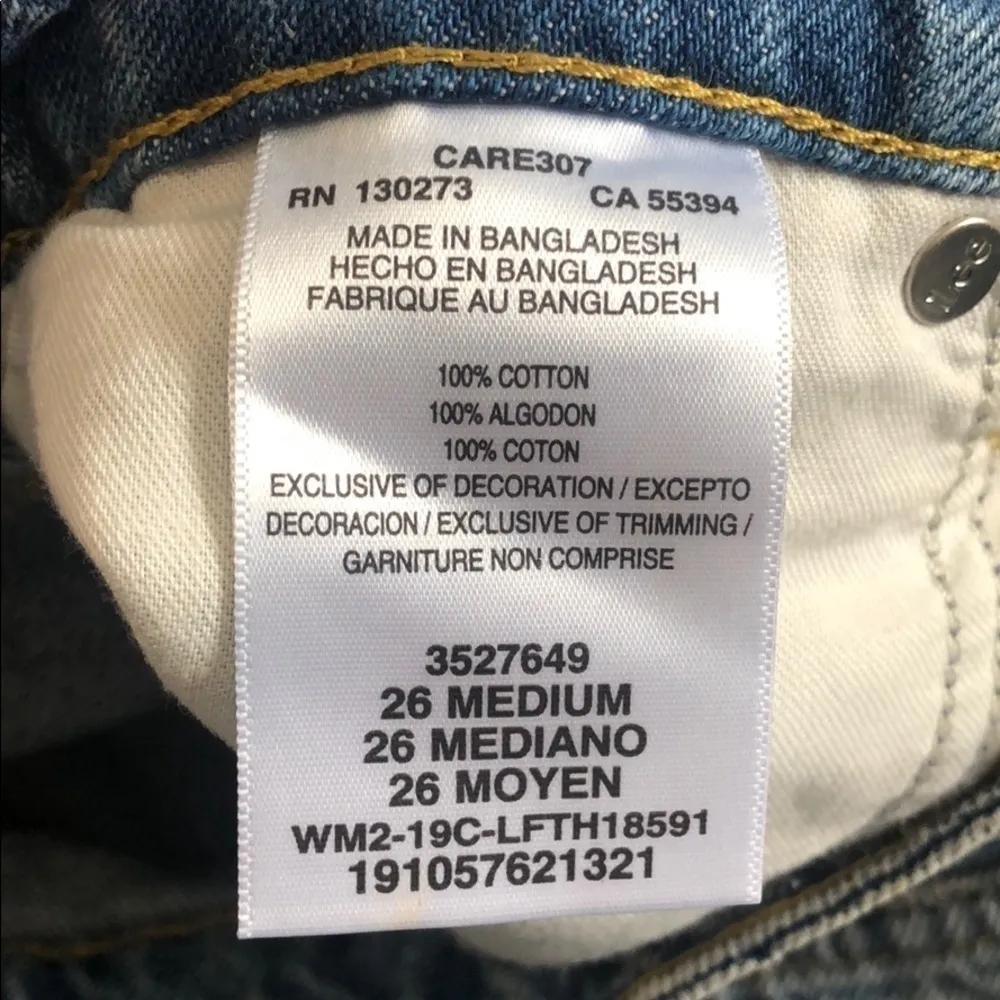 CARE307
RN 130273 CA 55394
MADE IN BANGLADESH
HECHO EN BANGLADESH
FABRIQUE AU BANGLADESH
100% COTTON
100% ALGODON
100% COTON
EXCLUSIVE OF DECORATION / EXCEPTO
DECORACION / EXCLUSIVE OF TRIMMING /
GARNITURE NON COMPRISE
3527649
26 MEDIUM
26 MEDIANO
26 MOYEN
WM2-19C-LFTH18591
191057621321
Lee